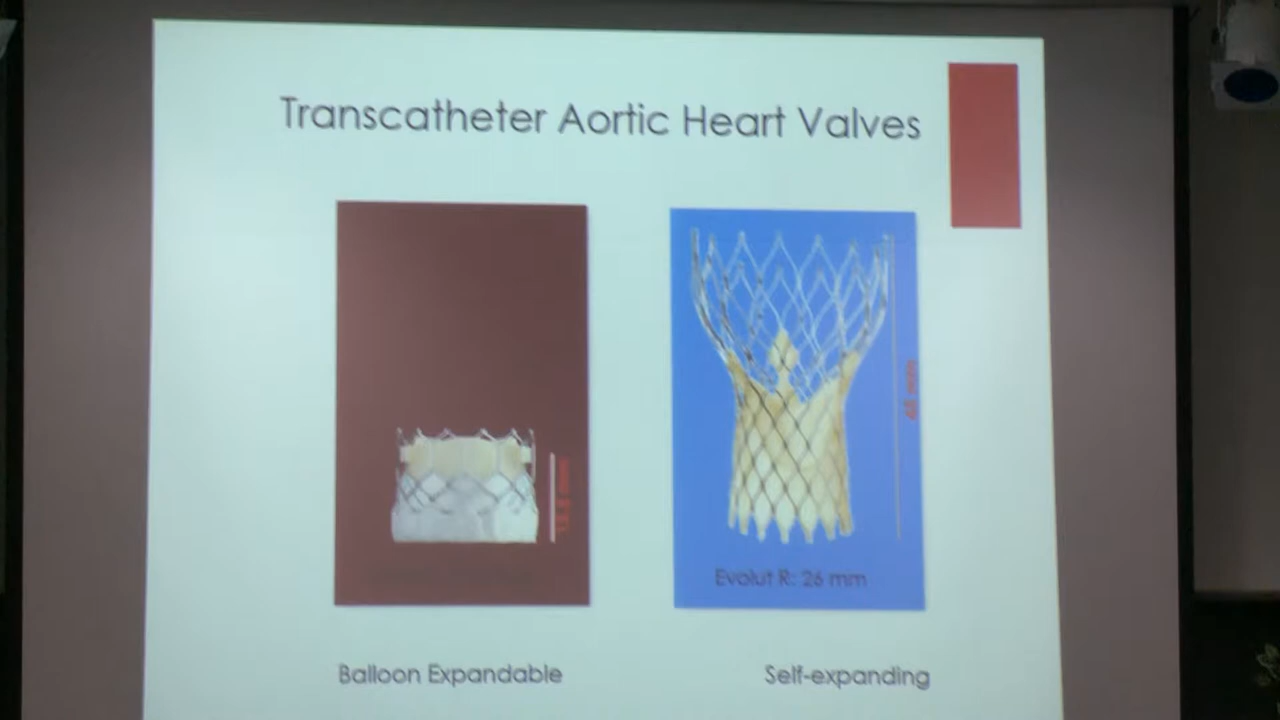 Transcatheter Aortic Heart Valves
Evolut R: 26 mm
Balloon Expandable
Self-expanding